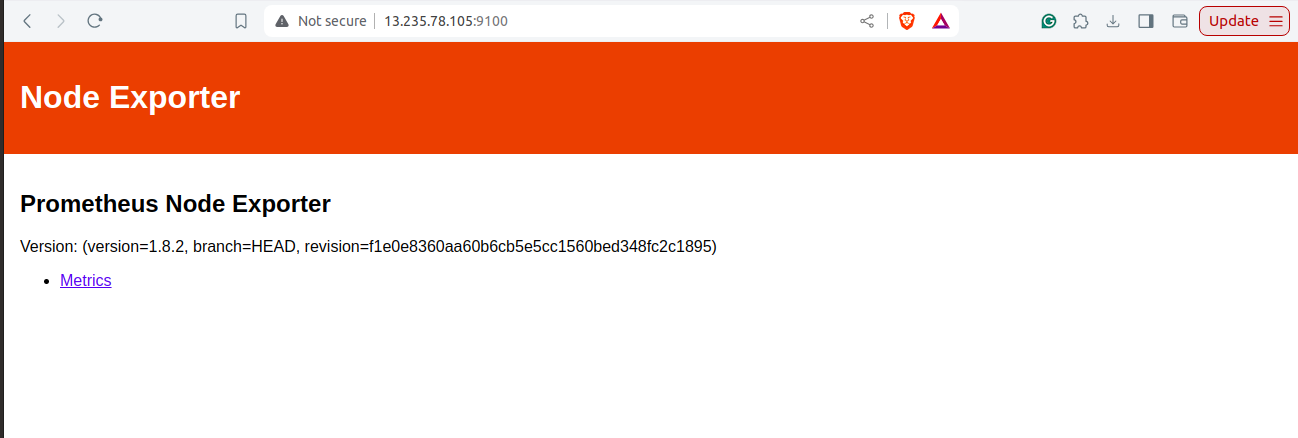 Not secure 13.235.78.105:9100
Update
Node Exporter
Prometheus Node Exporter
Version: (version=1.8.2, branch=HEAD, revision=f1e0e8360aa60b6cb5e5cc1560bed348fc2c1895)
Metrics